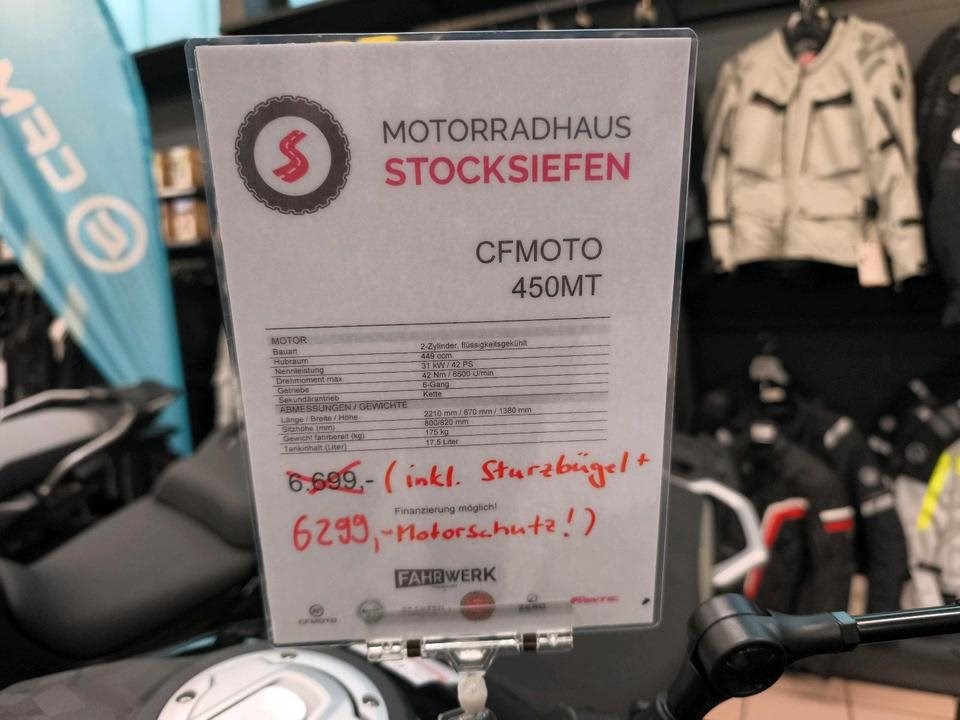 CFM
MOTORRADHAUS
STOCKSIEFEN
CFMOTO
450MT
MOTOR
Bauart 2-Zylinder, flüssigkeitsgekühlt
Hubraum 449 ccm
Nennleistung 31 kW / 42 PS
Drehmoment max. 42 Nm / 6500 U/min
Getriebe 6-Gang
Sekundärantrieb Kette
ABMESSUNGEN / GEWICHTE
Länge / Breite / Höhe 2210 mm / 870 mm / 1380 mm
Sitzhöhe (mm) 800/820 mm
Gewicht fahrbereit (kg) 175 kg
Tankinhalt (Liter) 17,5 Liter
6.699,- (inkl. Sturzbügel +
Finanzierung möglich!
6299,- Motorschutz!)
FAHRWERK
CFMOTO ZERO FANTIC